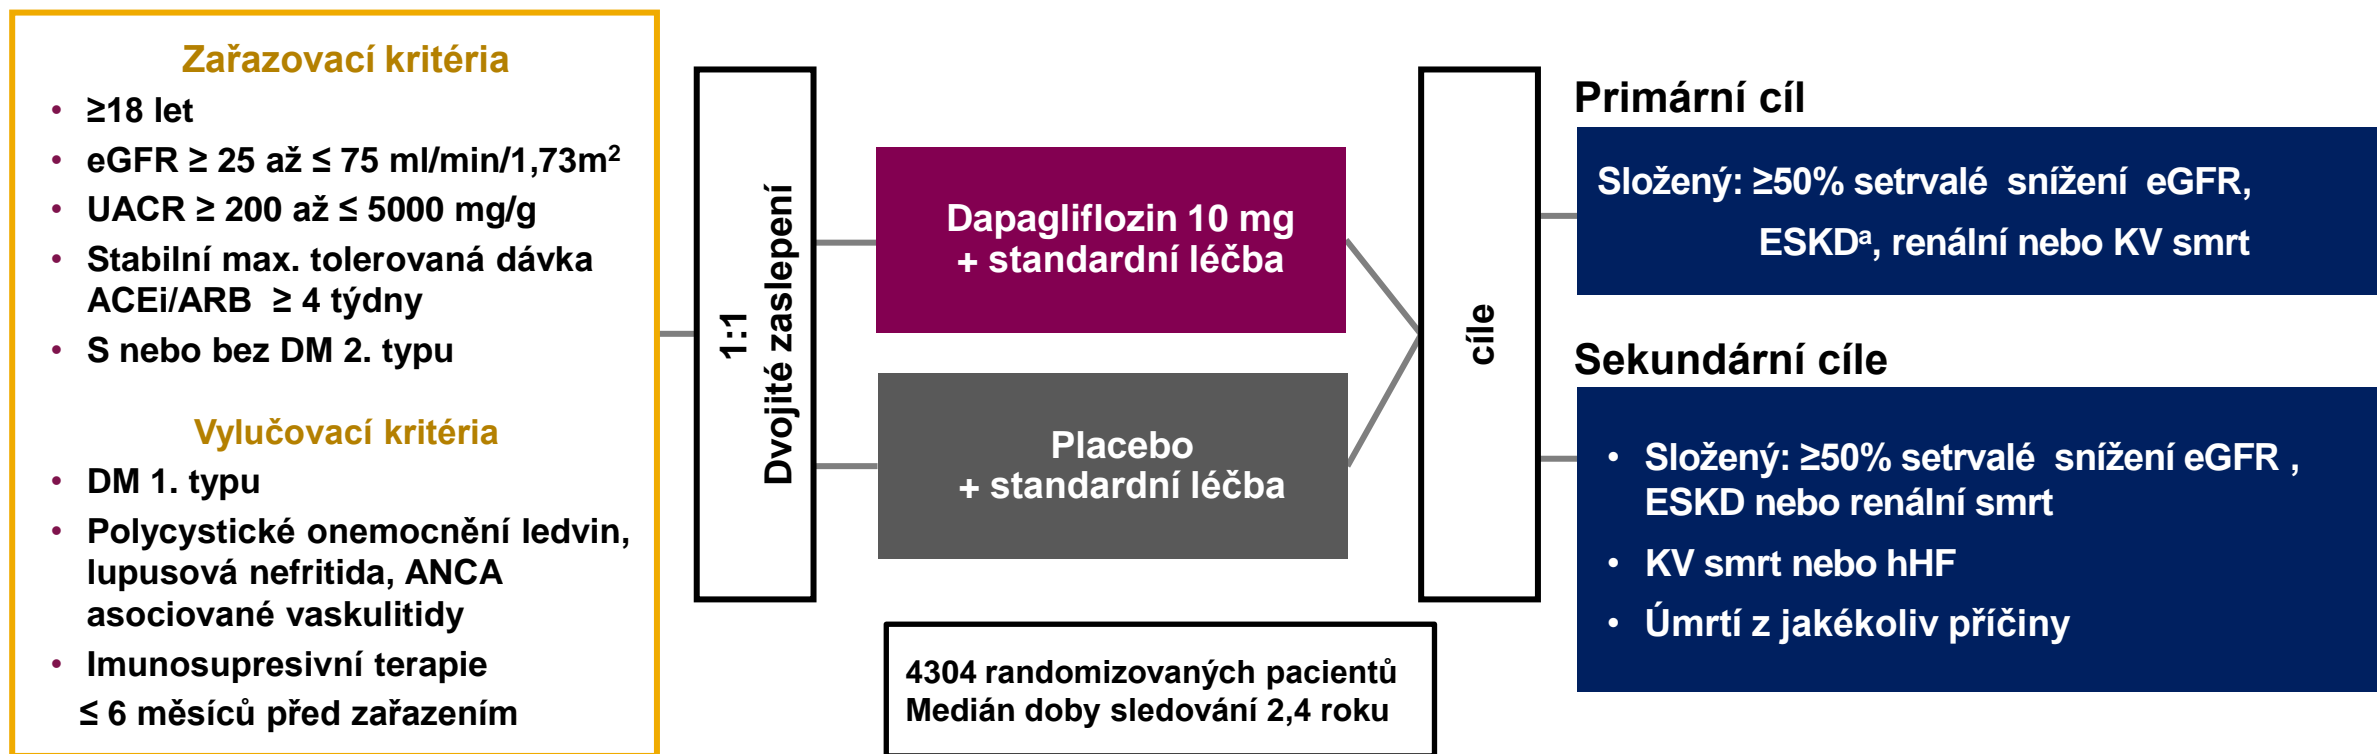 Zařazovací kritéria
• ≥18 let
• eGFR ≥ 25 až ≤ 75 ml/min/1,73m²
• UACR ≥ 200 až ≤ 5000 mg/g
• Stabilní max. tolerovaná dávka
ACEi/ARB ≥ 4 týdny
• S nebo bez DM 2. typu
Vylučovací kritéria
• DM 1. typu
• Polycystické onemocnění ledvin,
lupusová nefritida, ANCA
asociované vaskulitidy
• Imunosupresivní terapie
≤ 6 měsíců před zařazením
1:1
Dvojité zaslepení
Dapagliflozin 10 mg
+ standardní léčba
Placebo
+ standardní léčba
4304 randomizovaných pacientů
Medián doby sledování 2,4 roku
cíle
Primární cíl
Složený: ≥50% setrvalé snížení eGFR,
ESKDᵃ, renální nebo KV smrt
Sekundární cíle
• Složený: ≥50% setrvalé snížení eGFR ,
ESKD nebo renální smrt
• KV smrt nebo hHF
• Úmrtí z jakékoliv příčiny